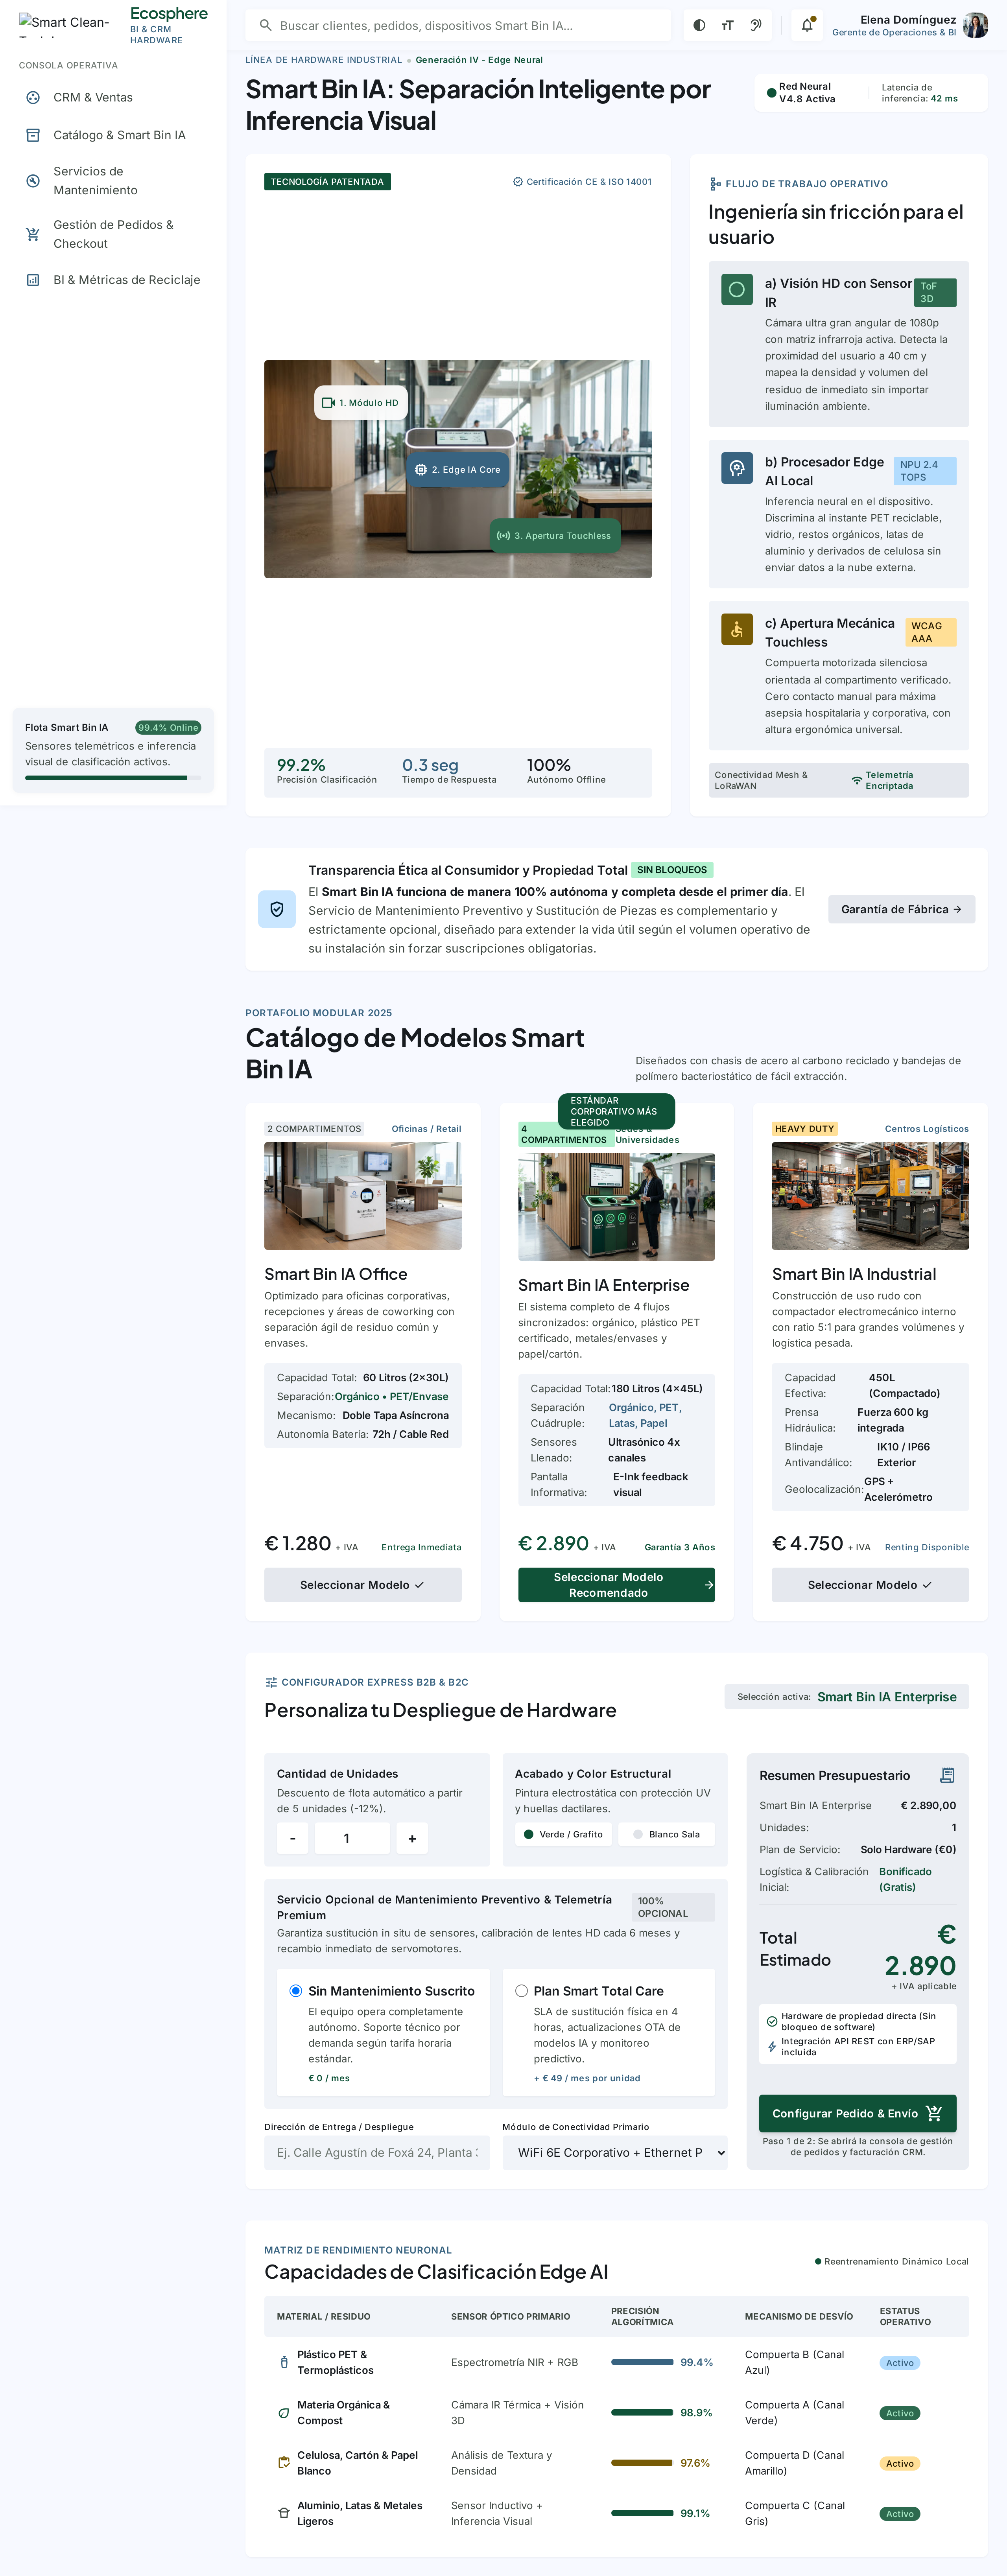 Smart Clean-
Ecosphere
BI & CRM
HARDWARE
CONSOLA OPERATIVA
CRM & Ventas
Catálogo & Smart Bin IA
Servicios de
Mantenimiento
Gestión de Pedidos &
Checkout
BI & Métricas de Reciclaje
Flota Smart Bin IA
99.4% Online
Sensores telemétricos e inferencia
visual de clasificación activos.
Buscar clientes, pedidos, dispositivos Smart Bin IA...
Elena Domínguez
Gerente de Operaciones & BI
LÍNEA DE HARDWARE INDUSTRIAL • Generación IV - Edge Neural
Smart Bin IA: Separación Inteligente por
Inferencia Visual
Red Neural
V4.8 Activa
Latencia de
inferencia: 42 ms
TECNOLOGÍA PATENTADA
Certificación CE & ISO 14001
1. Módulo HD
2. Edge IA Core
3. Apertura Touchless
99.2%
Precisión Clasificación
0.3 seg
Tiempo de Respuesta
100%
Autónomo Offline
FLUJO DE TRABAJO OPERATIVO
Ingeniería sin fricción para el
usuario
a) Visión HD con Sensor
IR
ToF
3D
Cámara ultra gran angular de 1080p
con matriz infrarroja activa. Detecta la
proximidad del usuario a 40 cm y
mapea la densidad y volumen del
residuo de inmediato sin importar
iluminación ambiente.
b) Procesador Edge
AI Local
NPU 2.4
TOPS
Inferencia neural en el dispositivo.
Discrimina al instante PET reciclable,
vidrio, restos orgánicos, latas de
aluminio y derivados de celulosa sin
enviar datos a la nube externa.
c) Apertura Mecánica
Touchless
WCAG
AAA
Compuerta motorizada silenciosa
orientada al compartimento verificado.
Cero contacto manual para máxima
asepsia hospitalaria y corporativa, con
altura ergonómica universal.
Conectividad Mesh &
LoRaWAN
Telemetría
Encriptada
Transparencia Ética al Consumidor y Propiedad Total SIN BLOQUEOS
El Smart Bin IA funciona de manera 100% autónoma y completa desde el primer día. El
Servicio de Mantenimiento Preventivo y Sustitución de Piezas es complementario y
estrictamente opcional, diseñado para extender la vida útil según el volumen operativo de
su instalación sin forzar suscripciones obligatorias.
Garantía de Fábrica →
PORTAFOLIO MODULAR 2025
Catálogo de Modelos Smart
Bin IA
Diseñados con chasis de acero al carbono reciclado y bandejas de
polímero bacteriostático de fácil extracción.
2 COMPARTIMENTOS
Oficinas / Retail
Smart Bin IA Office
Optimizado para oficinas corporativas,
recepciones y áreas de coworking con
separación ágil de residuo común y
envases.
Capacidad Total: 60 Litros (2x30L)
Separación: Orgánico • PET/Envase
Mecanismo: Doble Tapa Asíncrona
Autonomía Batería: 72h / Cable Red
€ 1.280 + IVA
Entrega Inmediata
Seleccionar Modelo ✓
ESTÁNDAR
CORPORATIVO MÁS
ELEGIDO
4
COMPARTIMENTOS
Sedes &
Universidades
Smart Bin IA Enterprise
El sistema completo de 4 flujos
sincronizados: orgánico, plástico PET
certificado, metales/envases y
papel/cartón.
Capacidad Total: 180 Litros (4x45L)
Separación
Cuádruple:
Orgánico, PET,
Latas, Papel
Sensores
Llenado:
Ultrasónico 4x
canales
Pantalla
Informativa:
E-Ink feedback
visual
€ 2.890 + IVA
Garantía 3 Años
Seleccionar Modelo
Recomendado →
HEAVY DUTY
Centros Logísticos
Smart Bin IA Industrial
Construcción de uso rudo con
compactador electromecánico interno
con ratio 5:1 para grandes volúmenes y
logística pesada.
Capacidad
Efectiva:
450L
(Compactado)
Prensa
Hidráulica:
Fuerza 600 kg
integrada
Blindaje
Antivandálico:
IK10 / IP66
Exterior
Geolocalización:
GPS +
Acelerómetro
€ 4.750 + IVA
Renting Disponible
Seleccionar Modelo ✓
CONFIGURADOR EXPRESS B2B & B2C
Personaliza tu Despliegue de Hardware
Selección activa: Smart Bin IA Enterprise
Cantidad de Unidades
Descuento de flota automático a partir
de 5 unidades (-12%).
- 1 +
Acabado y Color Estructural
Pintura electrostática con protección UV
y huellas dactilares.
Verde / Grafito
Blanco Sala
Servicio Opcional de Mantenimiento Preventivo & Telemetría
Premium
100%
OPCIONAL
Garantiza sustitución in situ de sensores, calibración de lentes HD cada 6 meses y
recambio inmediato de servomotores.
Sin Mantenimiento Suscrito
El equipo opera completamente
autónomo. Soporte técnico por
demanda según tarifa horaria
estándar.
€ 0 / mes
Plan Smart Total Care
SLA de sustitución física en 4
horas, actualizaciones OTA de
modelos IA y monitoreo
predictivo.
+ € 49 / mes por unidad
Dirección de Entrega / Despliegue
Ej. Calle Agustín de Foxá 24, Planta
Módulo de Conectividad Primario
WiFi 6E Corporativo + Ethernet P
Resumen Presupuestario
Smart Bin IA Enterprise € 2.890,00
Unidades: 1
Plan de Servicio: Solo Hardware (€0)
Logística & Calibración
Inicial:
Bonificado
(Gratis)
Total
Estimado
€
2.890
+ IVA aplicable
Hardware de propiedad directa (Sin
bloqueo de software)
Integración API REST con ERP/SAP
incluida
Configurar Pedido & Envío
Paso 1 de 2: Se abrirá la consola de gestión
de pedidos y facturación CRM.
MATRIZ DE RENDIMIENTO NEURONAL
Capacidades de Clasificación Edge AI
Reentrenamiento Dinámico Local
MATERIAL / RESIDUO
SENSOR ÓPTICO PRIMARIO
PRECISIÓN
ALGORÍTMICA
MECANISMO DE DESVÍO
ESTATUS
OPERATIVO
Plástico PET &
Termoplásticos
Espectrometría NIR + RGB
99.4%
Compuerta B (Canal
Azul)
Activo
Materia Orgánica &
Compost
Cámara IR Térmica + Visión
3D
98.9%
Compuerta A (Canal
Verde)
Activo
Celulosa, Cartón & Papel
Blanco
Análisis de Textura y
Densidad
97.6%
Compuerta D (Canal
Amarillo)
Activo
Aluminio, Latas & Metales
Ligeros
Sensor Inductivo +
Inferencia Visual
99.1%
Compuerta C (Canal
Gris)
Activo